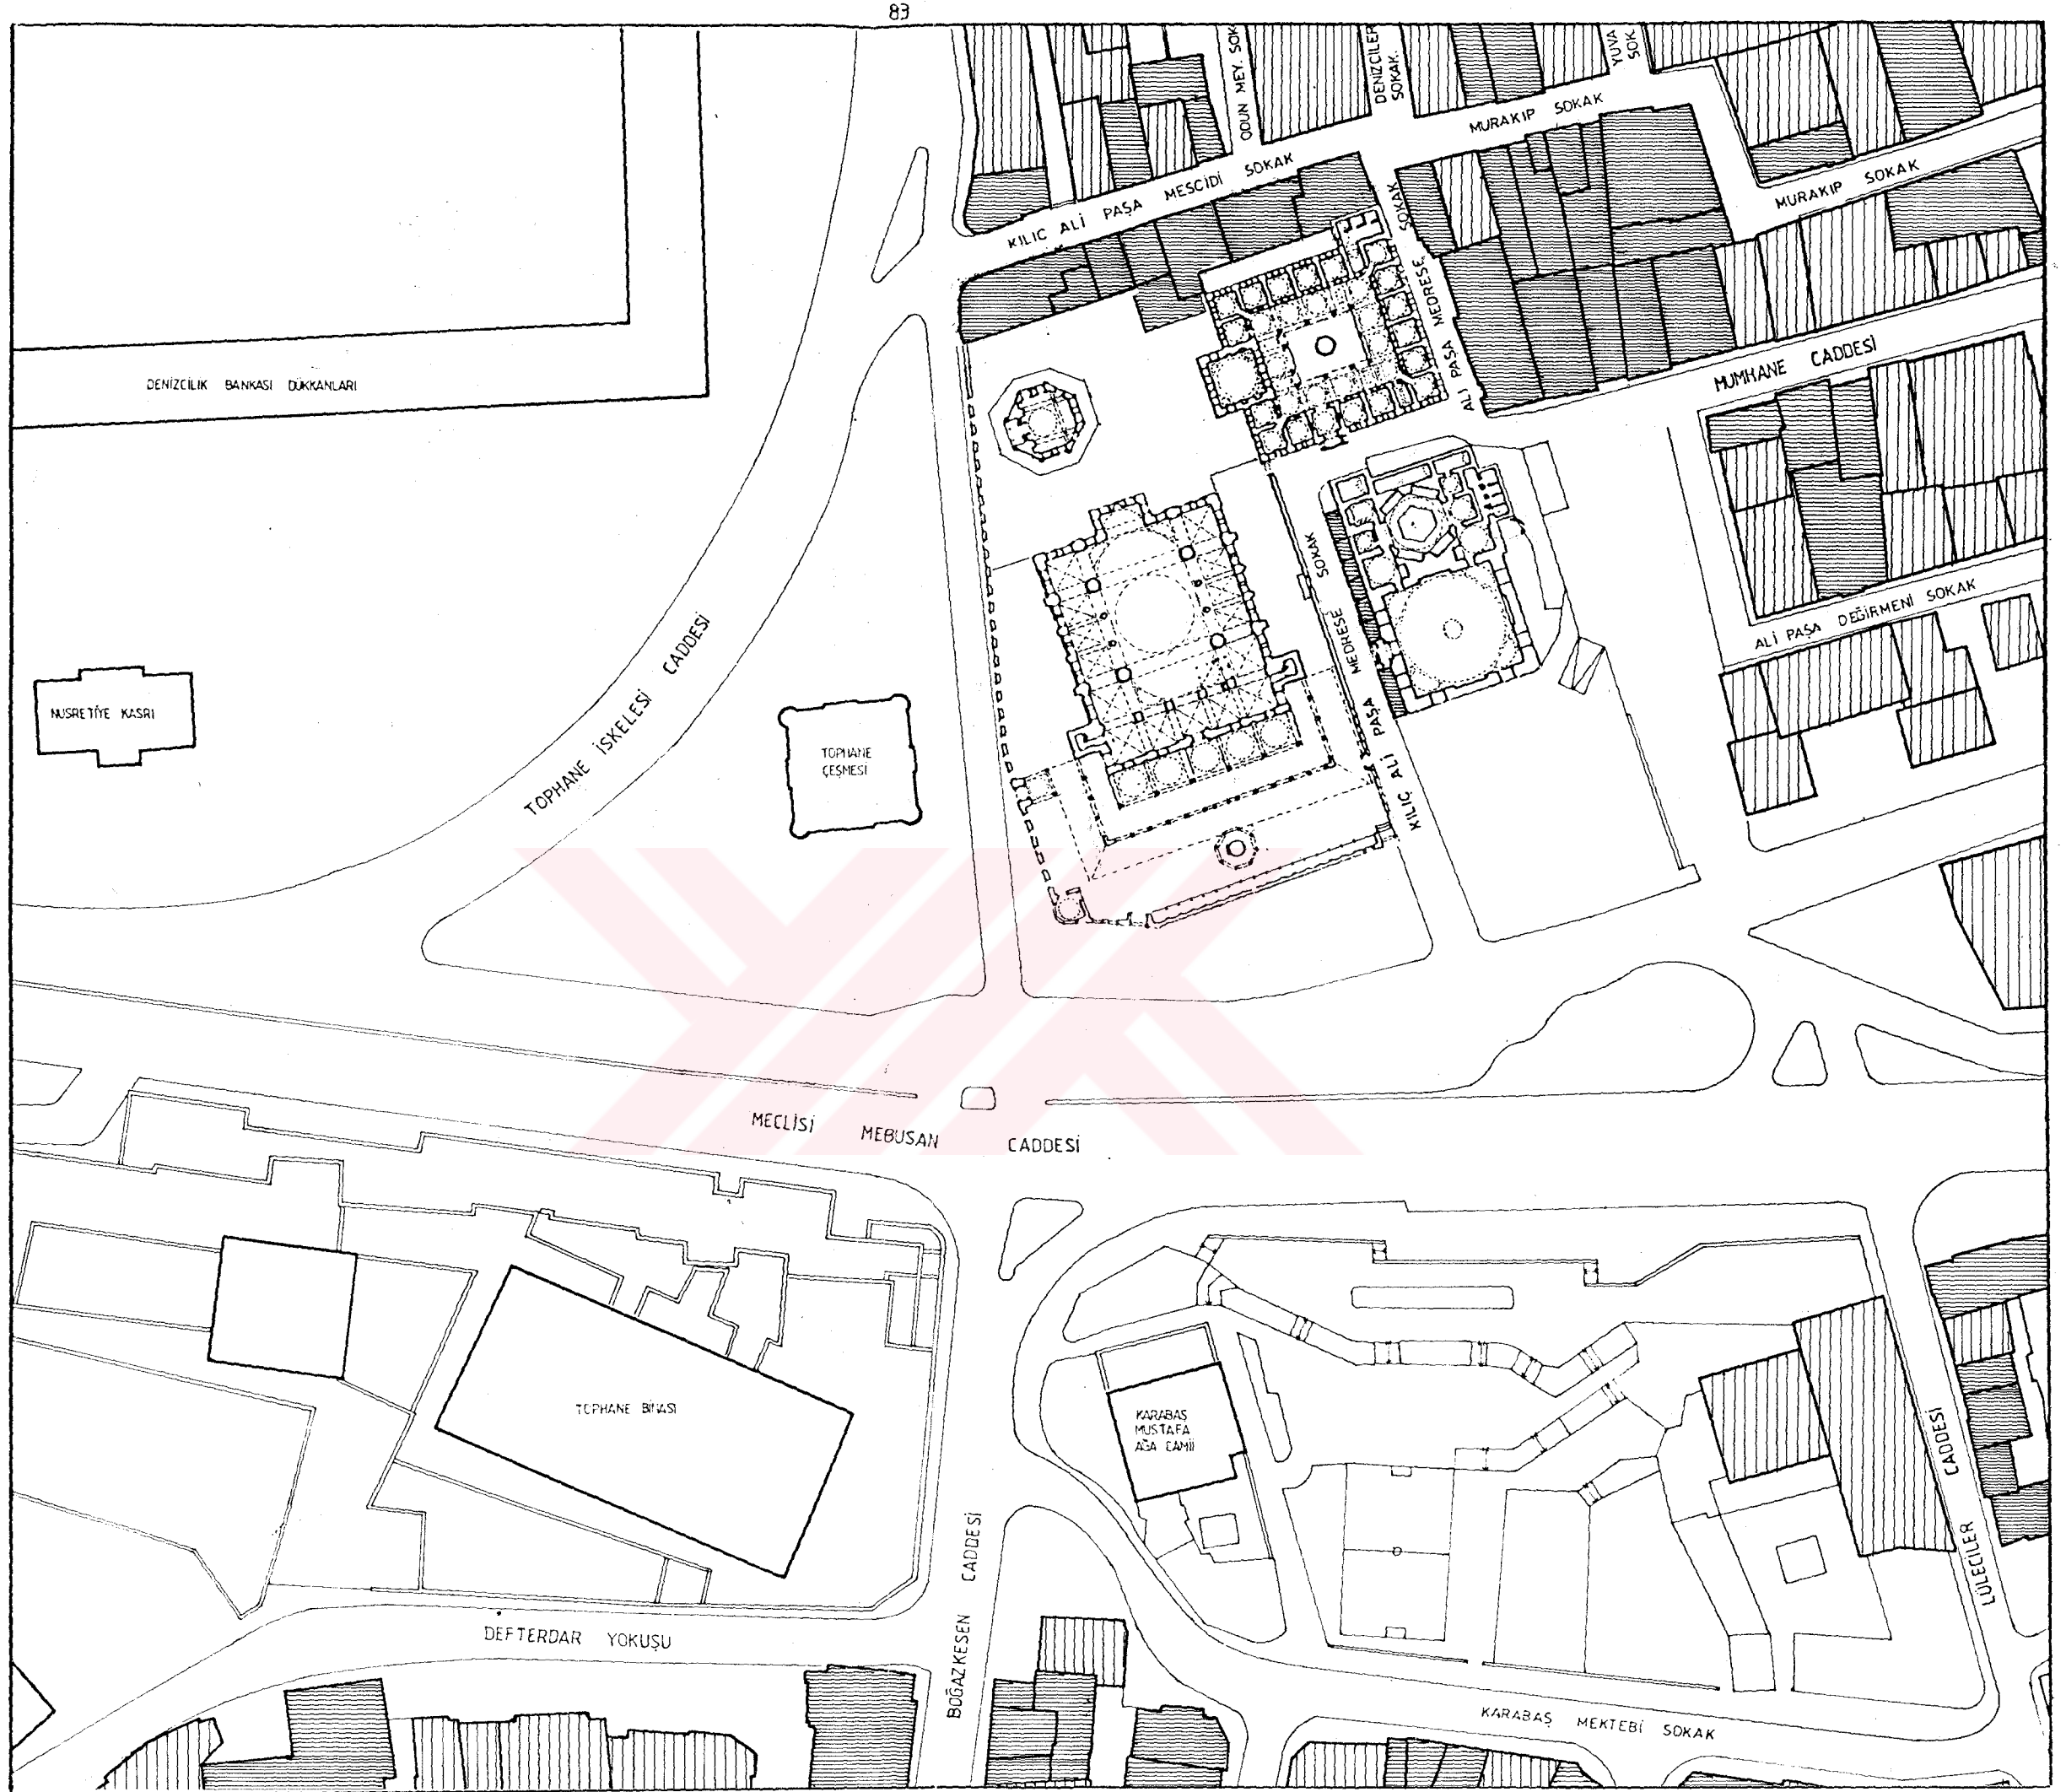 83
ODUN MEY. SOK
DENİZCİLER
SOKAK.
YUVA
SOK.
MURAKIP SOKAK
KILIC ALİ PAŞA MESCİDİ SOKAK
MURAKIP SOKAK
ALİ PAŞA MEDRESE SOKAK
MUMHANE CADDESİ
DENİZCİLİK BANKASI DÜKKANLARI
ALİ PAŞA DEĞİRMENİ SOKAK
KILIÇ ALİ PAŞA MEDRESE SOKAK
NUSRETİYE KASRI
TOPHANE İSKELESİ CADDESİ
TOPHANE
ÇEŞMESİ
MECLİSİ MEBUSAN CADDESİ
TOPHANE BİNASI
KARABAŞ
MUSTAFA
AĞA CAMİİ
LÜLECİLER CADDESİ
BOĞAZKESEN CADDESİ
DEFTERDAR YOKUŞU
KARABAŞ MEKTEBİ SOKAK